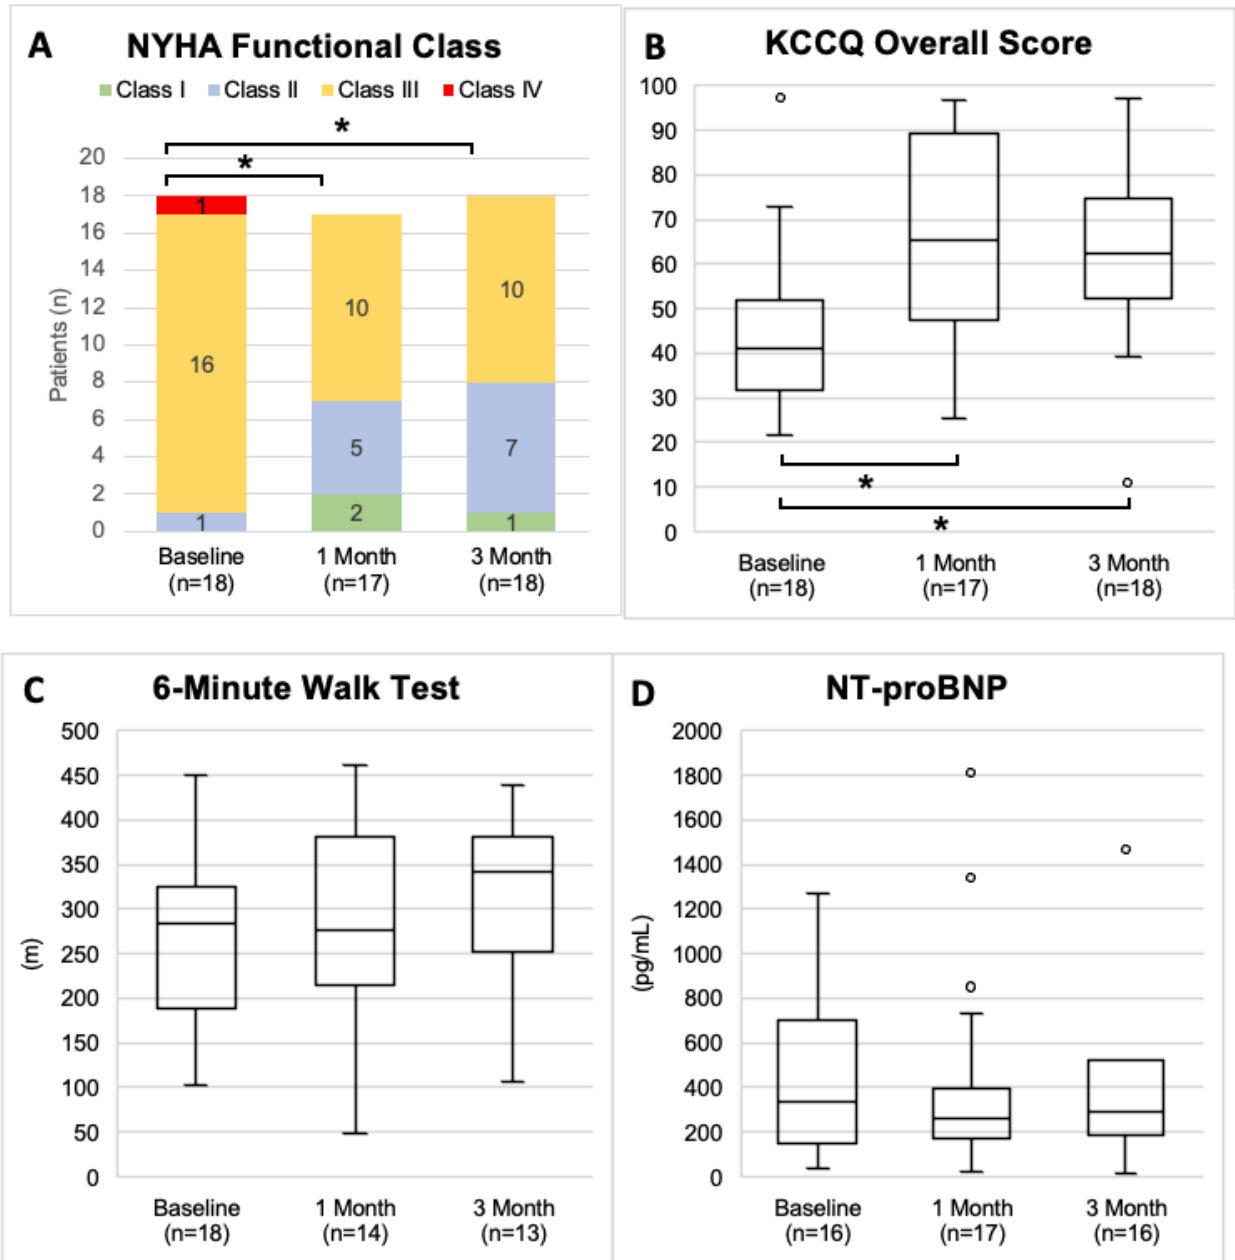 A
NYHA Functional Class
Class I Class II Class III Class IV
*
*
Patients (n)
20
18
16
14
12
10
8
6
4
2
0
1
16
1
10
5
2
10
7
1
Baseline 1 Month 3 Month
(n=18) (n=17) (n=18)
B
KCCQ Overall Score
100
90
80
70
60
50
40
30
20
10
0
*
*
Baseline 1 Month 3 Month
(n=18) (n=17) (n=18)
C
6-Minute Walk Test
(m)
500
450
400
350
300
250
200
150
100
50
0
Baseline 1 Month 3 Month
(n=18) (n=14) (n=13)
D
NT-proBNP
(pg/mL)
2000
1800
1600
1400
1200
1000
800
600
400
200
0
Baseline 1 Month 3 Month
(n=16) (n=17) (n=16)